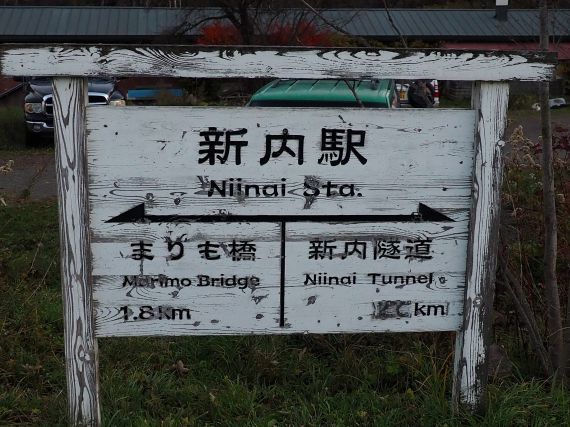 新内駅
Niinai Sta.
まりも橋
Marimo Bridge
1.8km
新内隧道
Niinai Tunnel
km